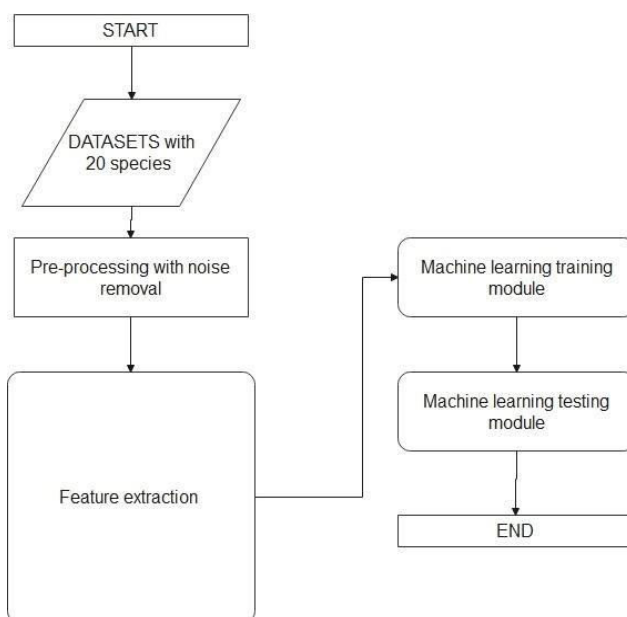 START
DATASETS with
20 species
Pre-processing with noise
removal
Feature extraction
Machine learning training
module
Machine learning testing
module
END